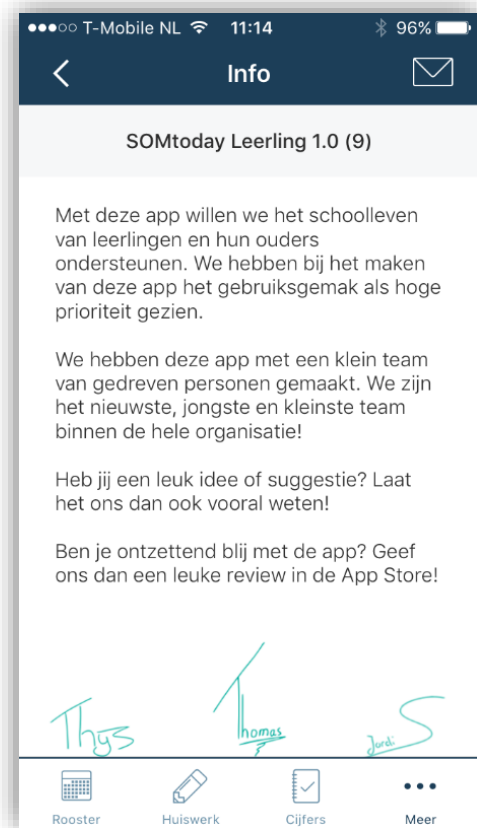 T-Mobile NL 11:14 96%
Info
SOMtoday Leerling 1.0 (9)
Met deze app willen we het schoolleven
van leerlingen en hun ouders
ondersteunen. We hebben bij het maken
van deze app het gebruiksgemak als hoge
prioriteit gezien.
We hebben deze app met een klein team
van gedreven personen gemaakt. We zijn
het nieuwste, jongste en kleinste team
binnen de hele organisatie!
Heb jij een leuk idee of suggestie? Laat
het ons dan ook vooral weten!
Ben je ontzettend blij met de app? Geef
ons dan een leuke review in de App Store!
Thijs Thomas Jordi S
Rooster Huiswerk Cijfers Meer